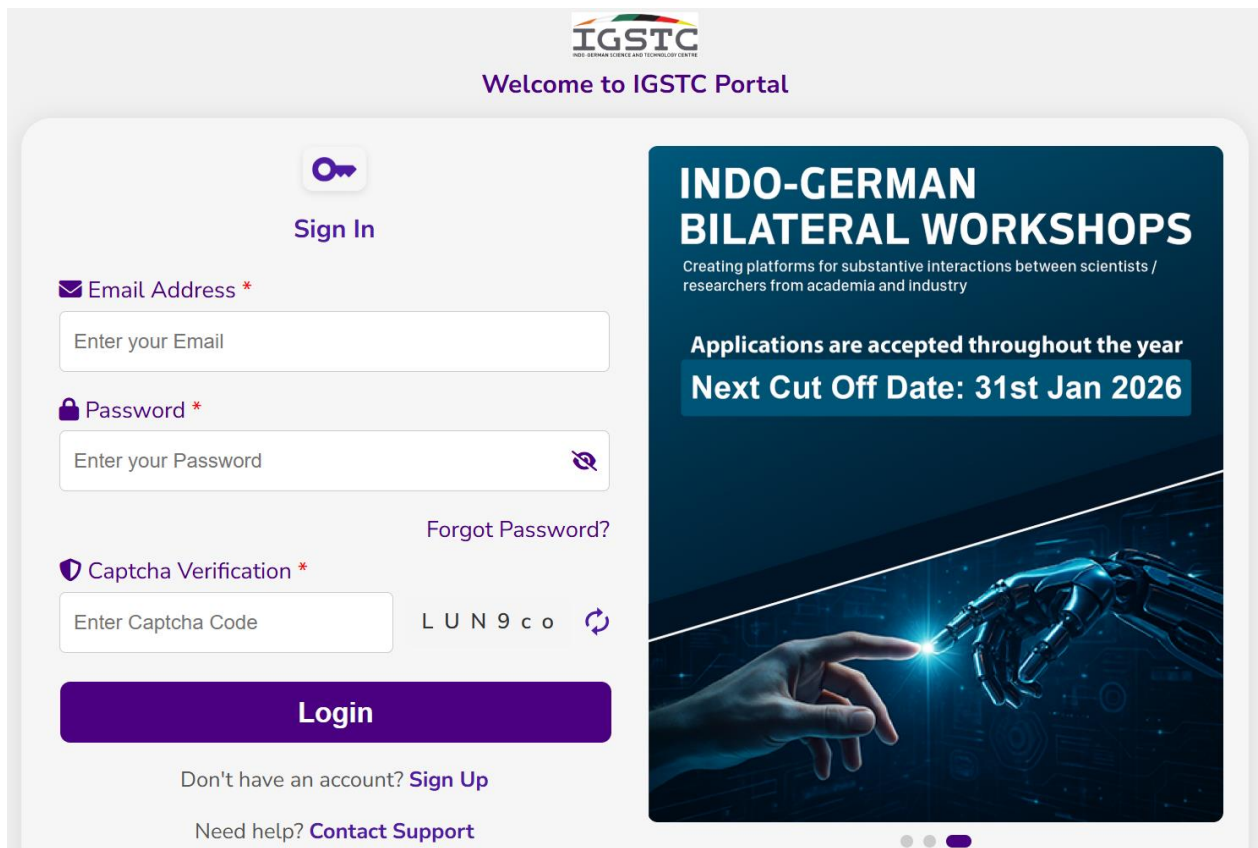 IGSTC
INDO-GERMAN SCIENCE AND TECHNOLOGY CENTRE
Welcome to IGSTC Portal
Sign In
Email Address *
Enter your Email
Password *
Enter your Password
Forgot Password?
Captcha Verification *
Enter Captcha Code
L U N 9 c o
Login
Don't have an account? Sign Up
Need help? Contact Support
INDO-GERMAN
BILATERAL WORKSHOPS
Creating platforms for substantive interactions between scientists /
researchers from academia and industry
Applications are accepted throughout the year
Next Cut Off Date: 31st Jan 2026